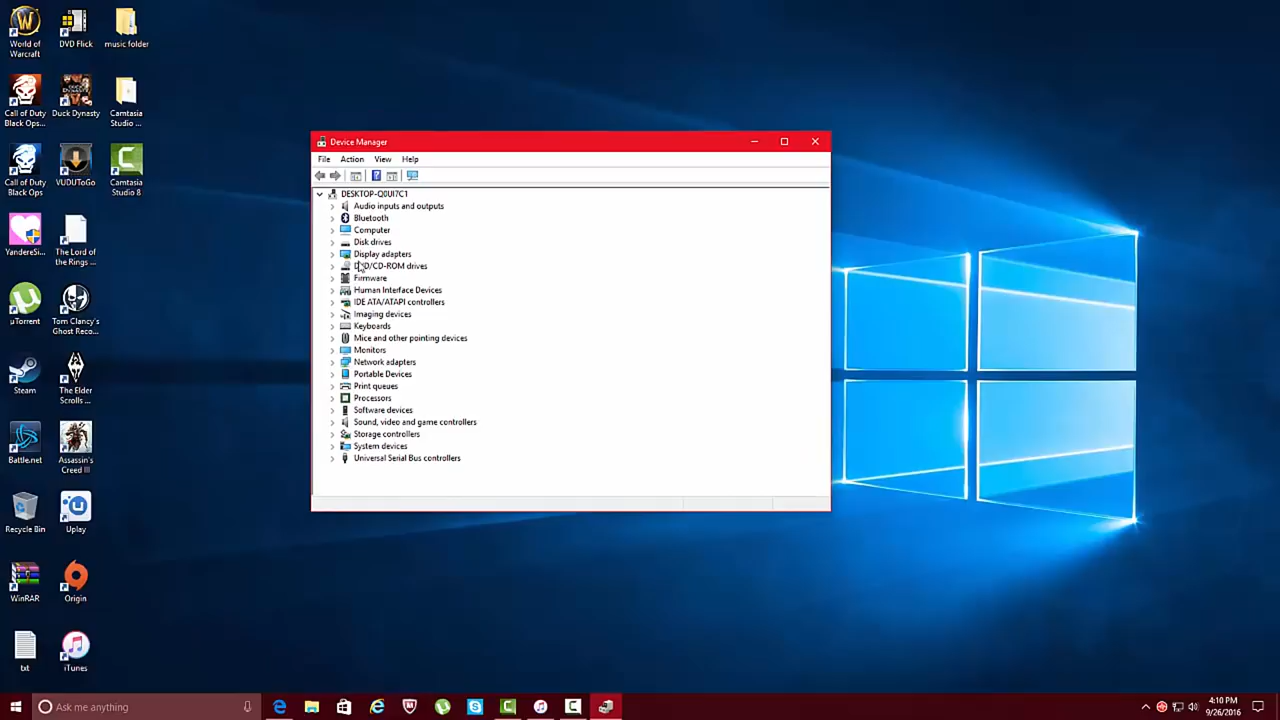 World of
Warcraft
DVD Flick
music folder
Call of Duty
Black Ops...
Duck Dynasty
Camtasia
Studio ...
Call of Duty
Black Ops...
VUDUToGo
Camtasia
Studio 8
YandereSi...
The Lord of
the Rings ...
µTorrent
Tom Clancy's
Ghost Reco...
Steam
The Elder
Scrolls ...
Battle.net
Assassin's
Creed III
Recycle Bin
Uplay
WinRAR
Origin
txt
iTunes
Device Manager
File Action View Help
DESKTOP-Q0UI7C1
Audio inputs and outputs
Bluetooth
Computer
Disk drives
Display adapters
DVD/CD-ROM drives
Firmware
Human Interface Devices
IDE ATA/ATAPI controllers
Imaging devices
Keyboards
Mice and other pointing devices
Monitors
Network adapters
Portable Devices
Print queues
Processors
Software devices
Sound, video and game controllers
Storage controllers
System devices
Universal Serial Bus controllers
Ask me anything
4:10 PM
9/26/2016